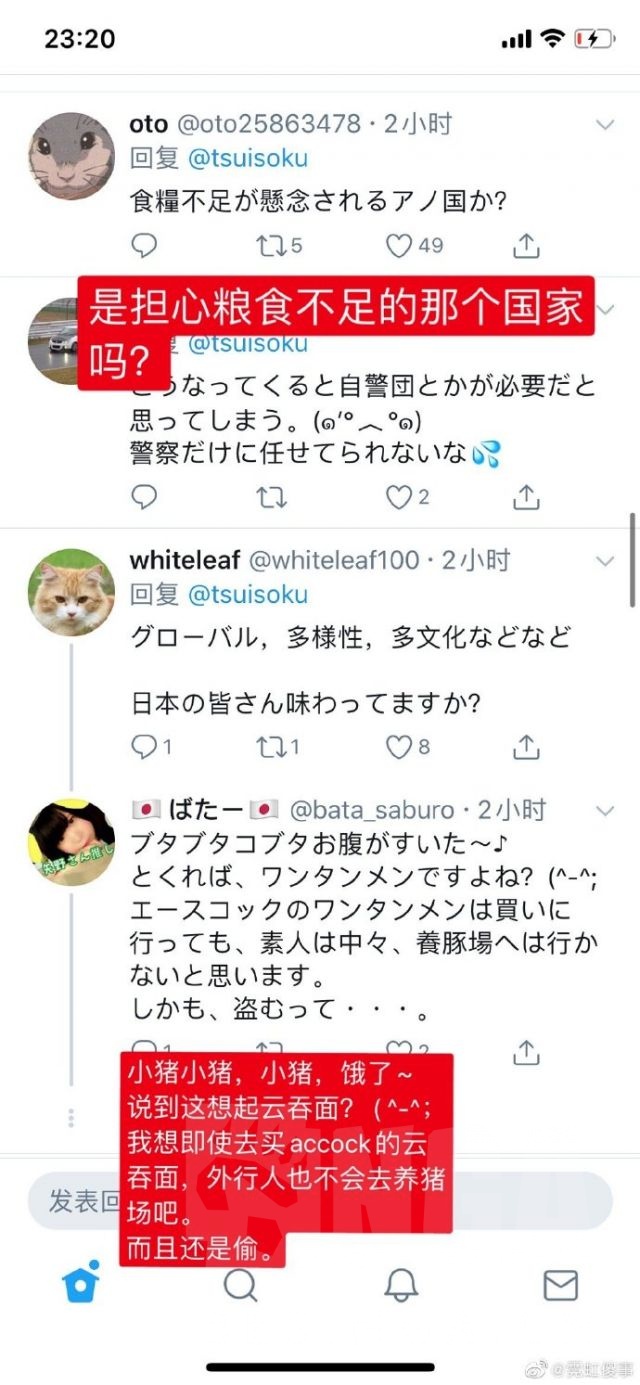 23:20
oto @oto25863478 · 2小时
回复 @tsuisoku
食糧不足が懸念されるアノ国か?
5
49
是担心粮食不足的那个国家
吗?
@tsuisoku
こうなってくると自警団とかが必要だと
思ってしまう。(๑′°︿°๑)
警察だけに任せてられないな💦
2
whiteleaf @whiteleaf100 · 2小时
回复 @tsuisoku
グローバル，多様性，多文化などなど
日本の皆さん味わってますか?
1
1
8
🇯🇵ばたー🇯🇵 @bata_saburo · 2小时
ブタブタコブタお腹がすいた〜♪
とくれば、ワンタンメンですよね? (^-^;
エースコックのワンタンメンは買いに
行っても、素人は中々、養豚場へは行か
ないと思います。
しかも、盗むって・・・。
1
2
小猪小猪，小猪，饿了~
说到这想起云吞面? ( ^-^;
我想即使去买accock的云
吞面，外行人也不会去养猪
场吧。
而且还是偷。
发表回
@霓虹傻事